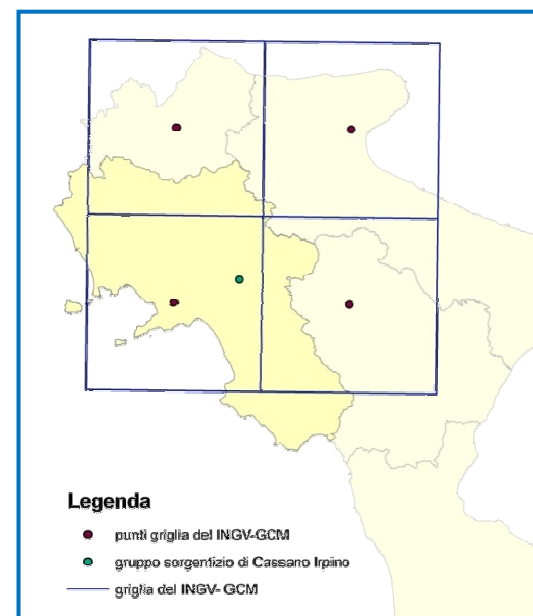 Legenda
punti griglia del INGV-GCM
gruppo sorgentizio di Cassano Irpino
griglia del INGV- GCM